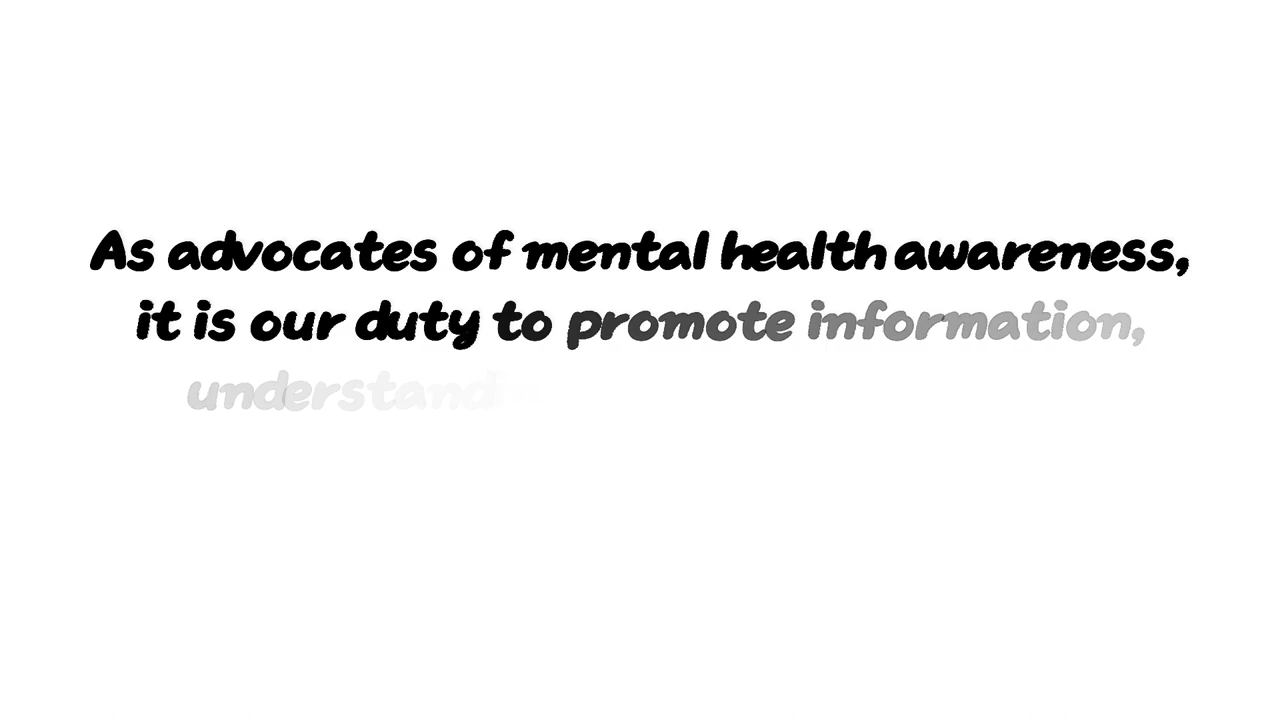 As advocates of mental health awareness,
it is our duty to promote information,
understand